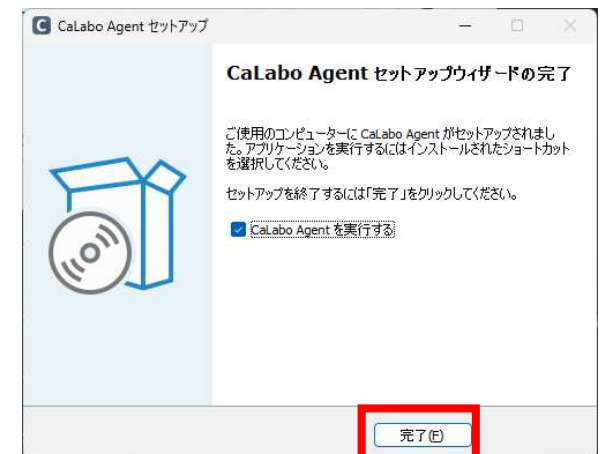 CaLabo Agent セットアップ
CaLabo Agent セットアップウィザードの完了
ご使用のコンピューターに CaLabo Agent がセットアップされまし
た。アプリケーションを実行するにはインストールされたショートカット
を選択してください。
セットアップを終了するには「完了」をクリックしてください。
CaLabo Agent を実行する
完了(F)